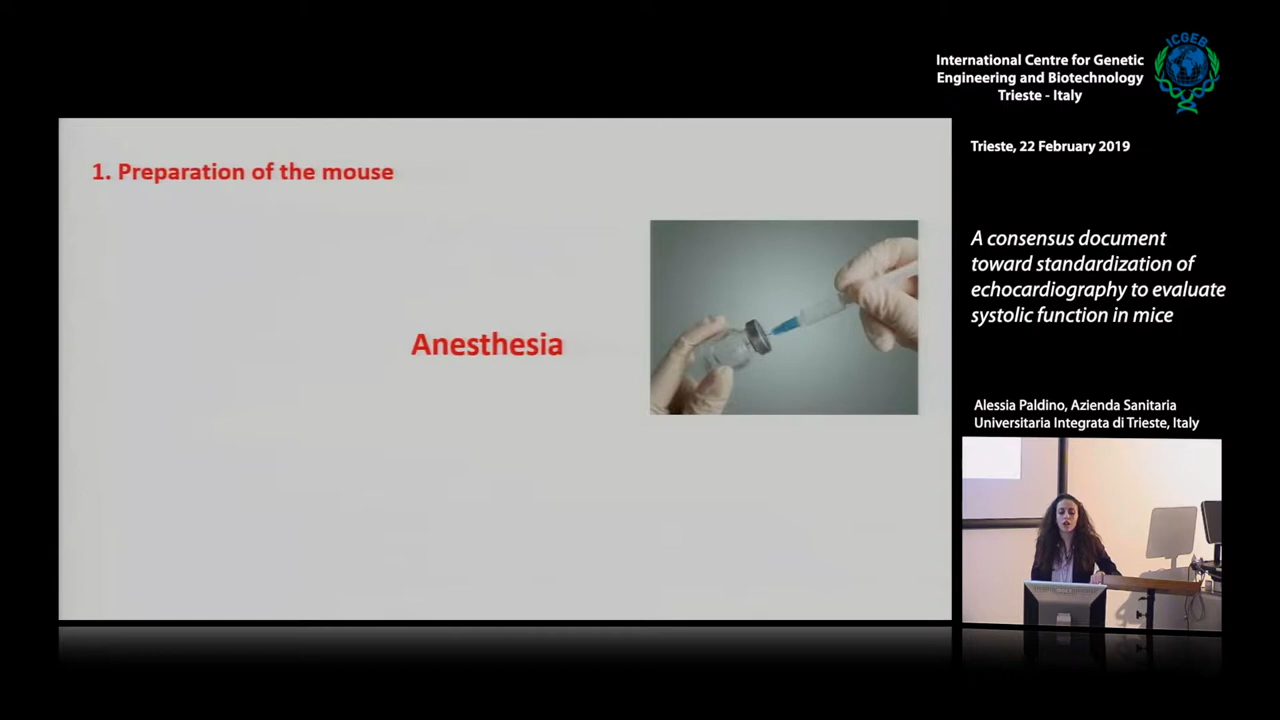 ICGEB
International Centre for Genetic
Engineering and Biotechnology
Trieste - Italy
Trieste, 22 February 2019
1. Preparation of the mouse
Anesthesia
A consensus document
toward standardization of
echocardiography to evaluate
systolic function in mice
Alessia Paldino, Azienda Sanitaria
Universitaria Integrata di Trieste, Italy